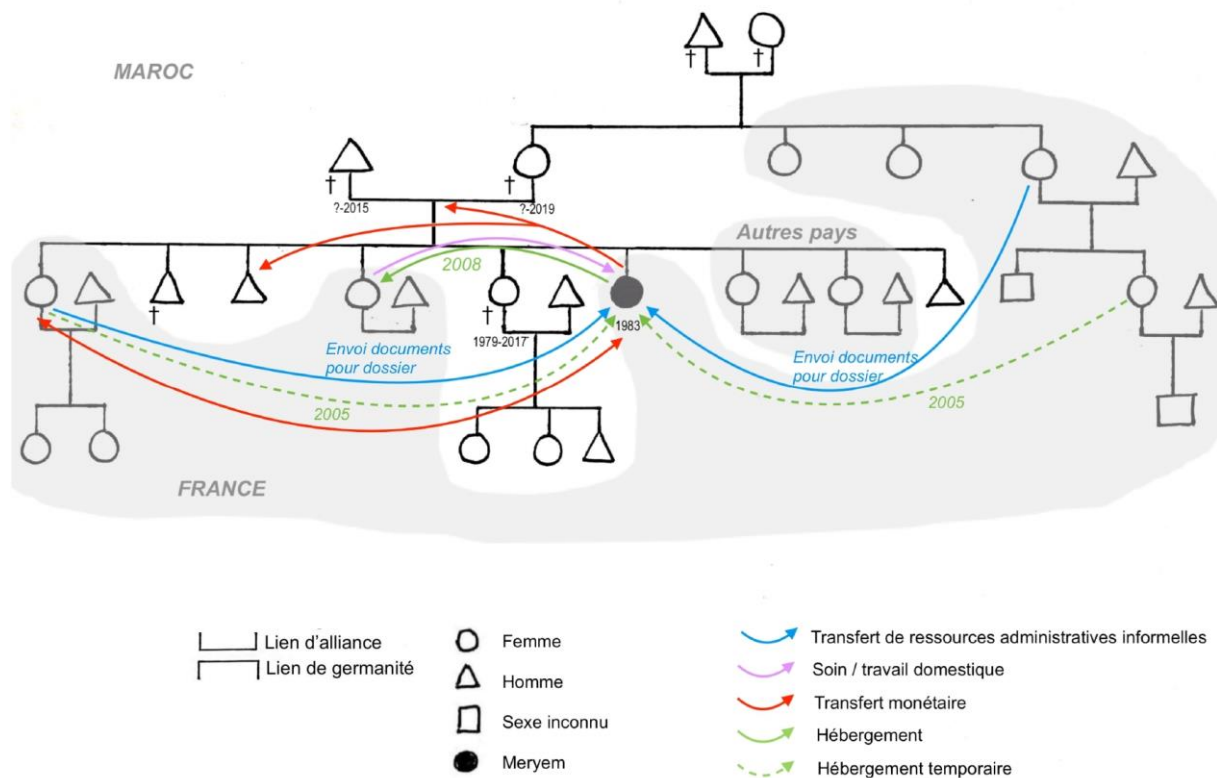 MAROC
†
†
†
?-2015
†
?-2019
Autres pays
2008
†
†
1979-2017
1983
Envoi documents
pour dossier
Envoi documents
pour dossier
2005
2005
FRANCE
Lien d'alliance
Lien de germanité
Femme
Homme
Sexe inconnu
Meryem
Transfert de ressources administratives informelles
Soin / travail domestique
Transfert monétaire
Hébergement
Hébergement temporaire